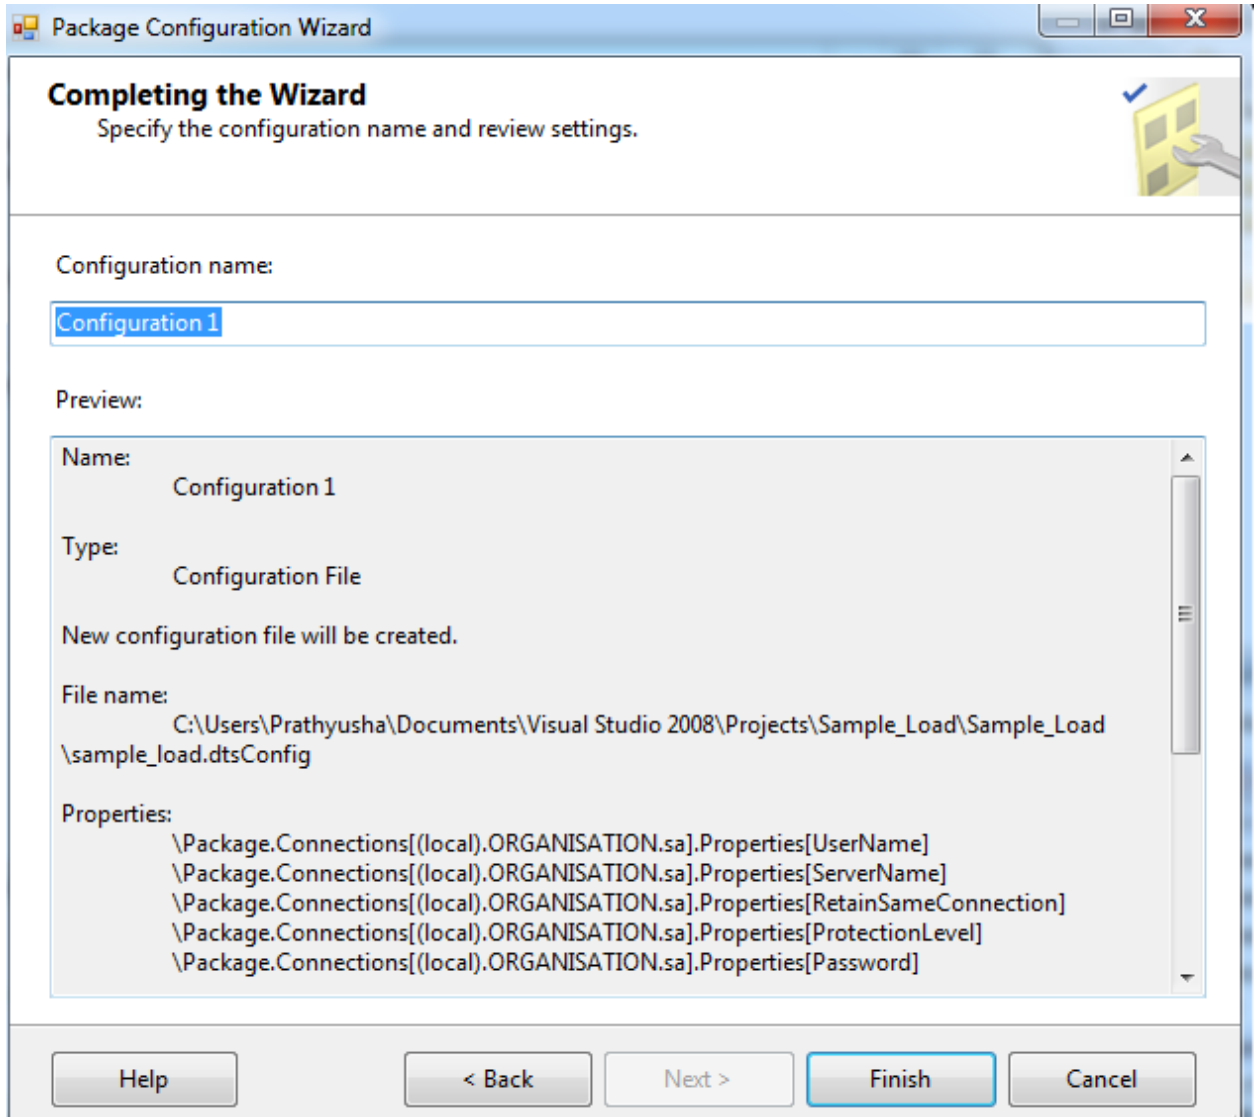 Package Configuration Wizard
Completing the Wizard
Specify the configuration name and review settings.
Configuration name:
Configuration 1
Preview:
Name:
Configuration 1
Type:
Configuration File
New configuration file will be created.
File name:
C:\Users\Prathyusha\Documents\Visual Studio 2008\Projects\Sample_Load\Sample_Load
\sample_load.dtsConfig
Properties:
\Package.Connections[(local).ORGANISATION.sa].Properties[UserName]
\Package.Connections[(local).ORGANISATION.sa].Properties[ServerName]
\Package.Connections[(local).ORGANISATION.sa].Properties[RetainSameConnection]
\Package.Connections[(local).ORGANISATION.sa].Properties[ProtectionLevel]
\Package.Connections[(local).ORGANISATION.sa].Properties[Password]
Help
< Back
Next >
Finish
Cancel